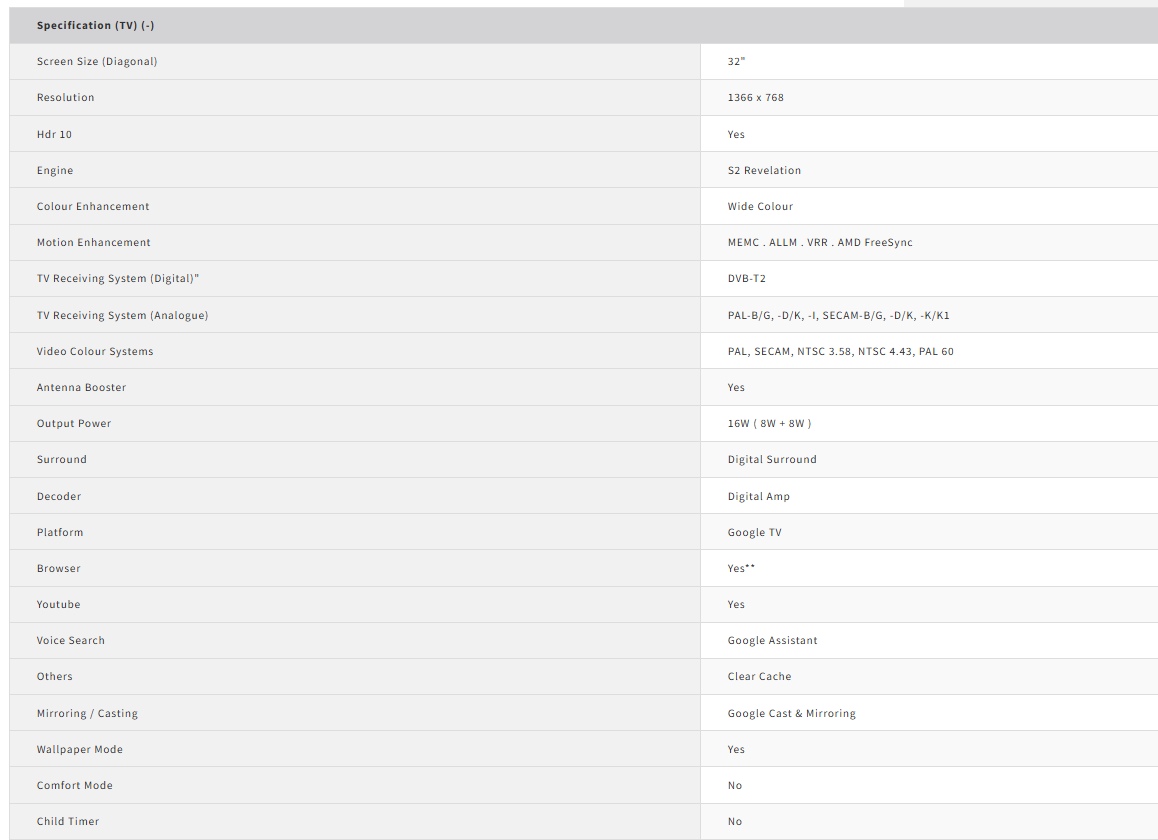 Specification (TV) (-)
Screen Size (Diagonal) 32"
Resolution 1366 x 768
Hdr 10 Yes
Engine S2 Revelation
Colour Enhancement Wide Colour
Motion Enhancement MEMC . ALLM . VRR . AMD FreeSync
TV Receiving System (Digital)" DVB-T2
TV Receiving System (Analogue) PAL-B/G, -D/K, -I, SECAM-B/G, -D/K, -K/K1
Video Colour Systems PAL, SECAM, NTSC 3.58, NTSC 4.43, PAL 60
Antenna Booster Yes
Output Power 16W ( 8W + 8W )
Surround Digital Surround
Decoder Digital Amp
Platform Google TV
Browser Yes**
Youtube Yes
Voice Search Google Assistant
Others Clear Cache
Mirroring / Casting Google Cast & Mirroring
Wallpaper Mode Yes
Comfort Mode No
Child Timer No